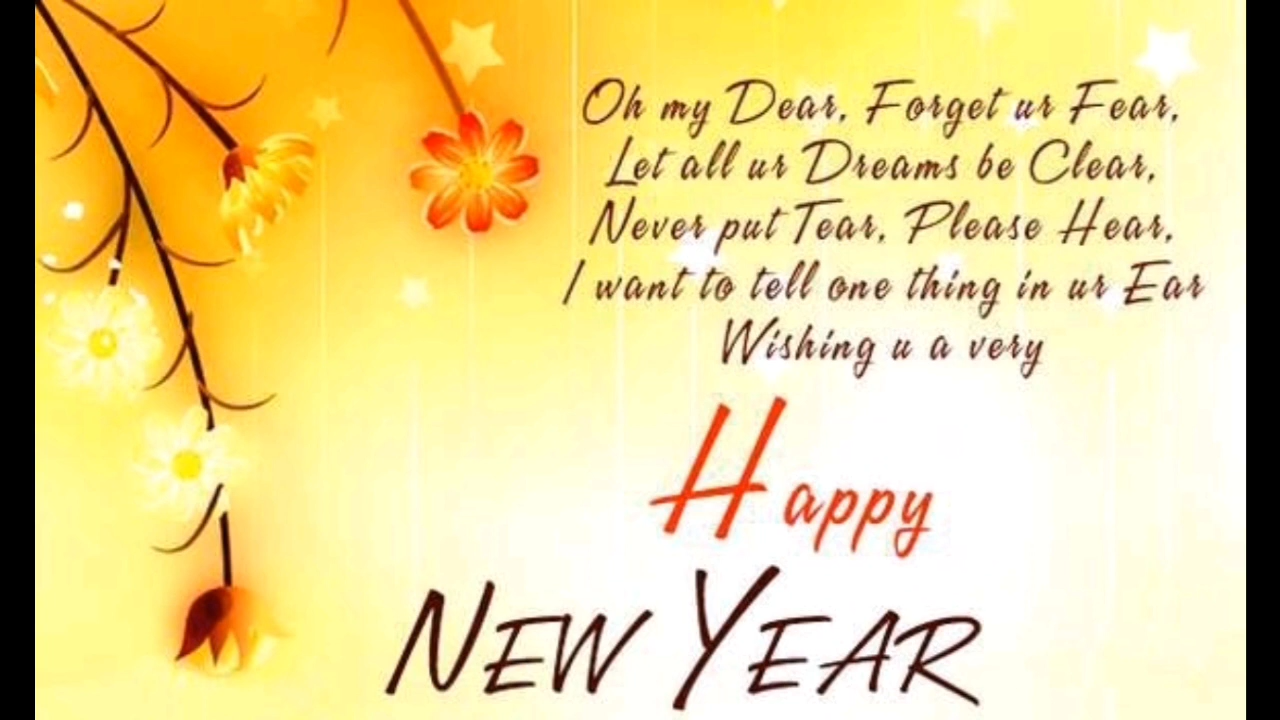 Oh my Dear, Forget ur Fear,
Let all ur Dreams be Clear,
Never put Tear, Please Hear,
I want to tell one thing in ur Ear
Wishing u a very
Happy
NEW YEAR